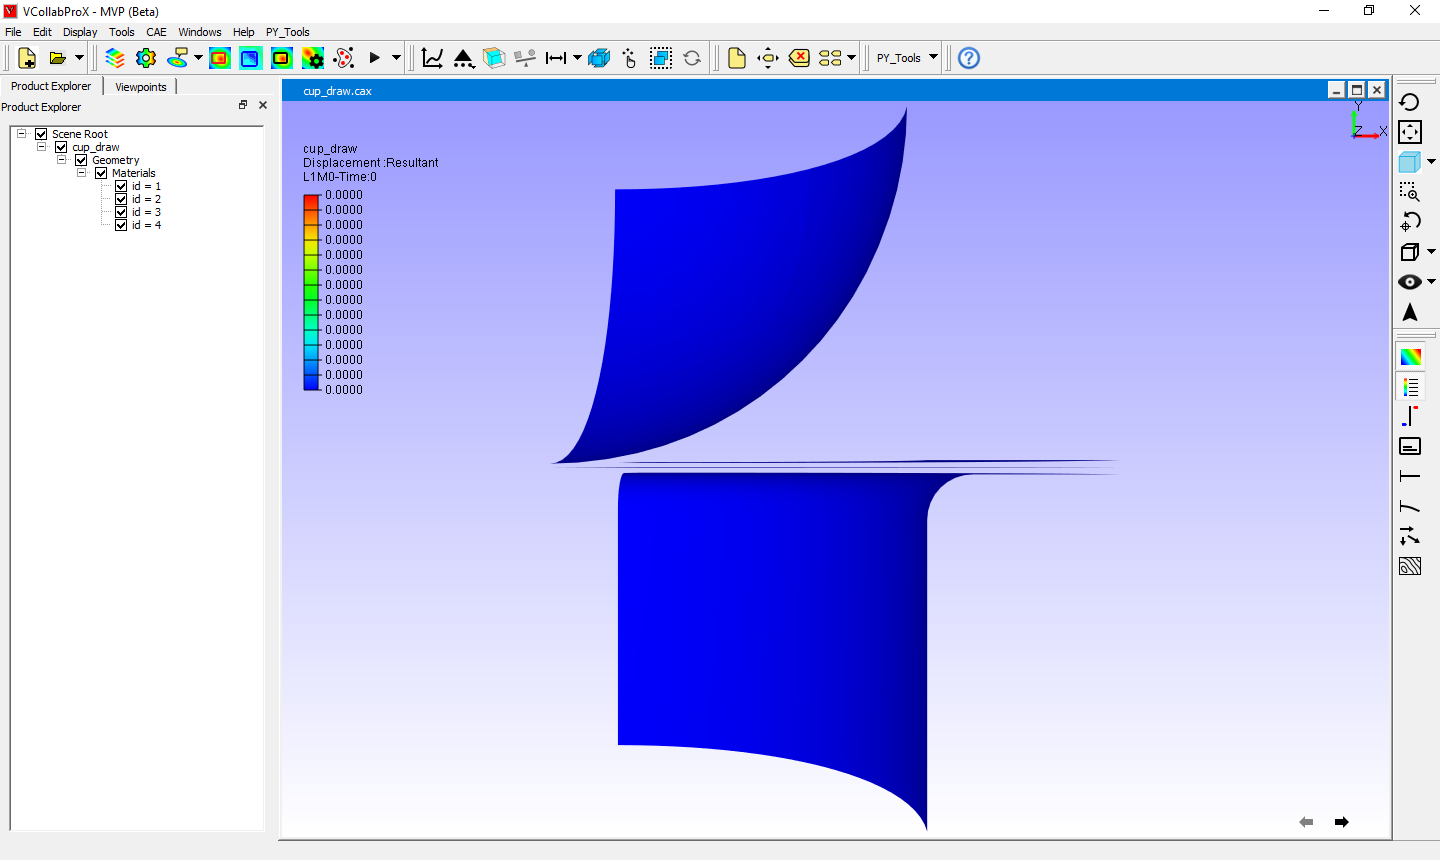 VCollabProX - MVP (Beta)
File Edit Display Tools CAE Windows Help PY_Tools
PY_Tools
Product Explorer Viewpoints
Product Explorer
Scene Root
cup_draw
Geometry
Materials
id = 1
id = 2
id = 3
id = 4
cup_draw.cax
cup_draw
Displacement :Resultant
L1M0-Time:0
0.0000
0.0000
0.0000
0.0000
0.0000
0.0000
0.0000
0.0000
0.0000
0.0000
0.0000
0.0000
0.0000
0.0000
Y
Z X